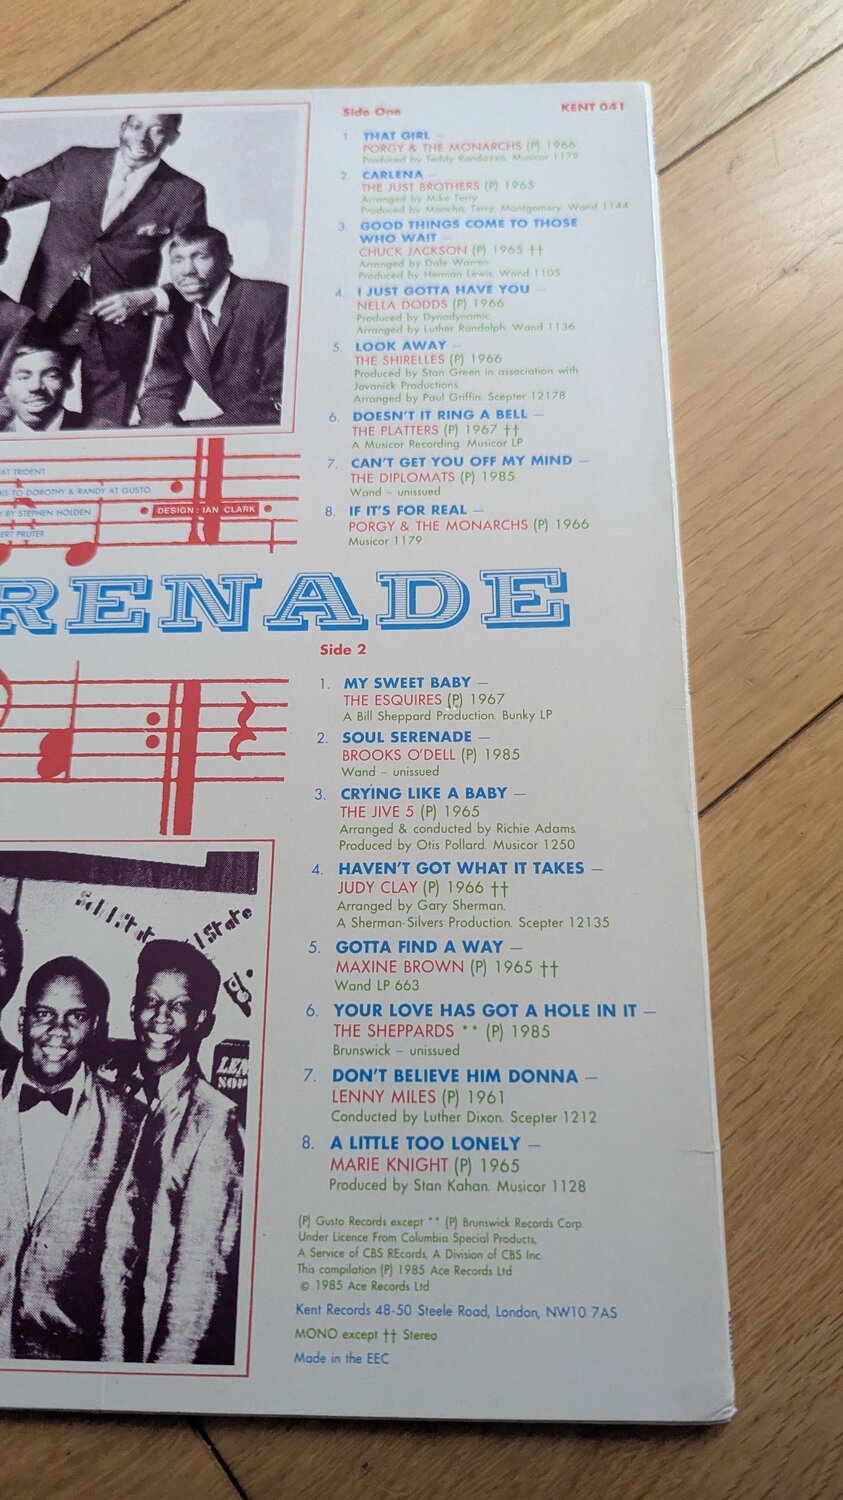 Side One
KENT 041
1. THAT GIRL —
PORGY & THE MONARCHS (P) 1966
Produced by Teddy Randazzo. Musicor 1179
2. CARLENA —
THE JUST BROTHERS (P) 1965
Arranged by Mike Terry
Produced by Mancha, Terry, Montgomery. Wand 1144
3. GOOD THINGS COME TO THOSE
WHO WAIT —
CHUCK JACKSON (P) 1965 ††
Arranged by Dale Warren
Produced by Herman Lewis. Wand 1105
4. I JUST GOTTA HAVE YOU —
NELLA DODDS (P) 1966
Produced by Dynodynamic,
Arranged by Luther Randolph. Wand 1136
5. LOOK AWAY —
THE SHIRELLES (P) 1966
Produced by Stan Green in association with
Jovanick Productions
Arranged by Paul Griffin. Scepter 12178
6. DOESN'T IT RING A BELL —
THE PLATTERS (P) 1967 ††
A Musicor Recording. Musicor LP
7. CAN'T GET YOU OFF MY MIND —
THE DIPLOMATS (P) 1985
Wand – unissued
8. IF IT'S FOR REAL —
PORGY & THE MONARCHS (P) 1966
Musicor 1179
AT TRIDENT
KS TO DOROTHY & RANDY AT GUSTO
BY STEPHEN HOLDEN
DESIGN : IAN CLARK
ERT PRUTER
RENADE
Side 2
1. MY SWEET BABY —
THE ESQUIRES (P) 1967
A Bill Sheppard Production. Bunky LP
2. SOUL SERENADE —
BROOKS O'DELL (P) 1985
Wand – unissued
3. CRYING LIKE A BABY —
THE JIVE 5 (P) 1965
Arranged & conducted by Richie Adams.
Produced by Otis Pollard. Musicor 1250
4. HAVEN'T GOT WHAT IT TAKES —
JUDY CLAY (P) 1966 ††
Arranged by Gary Sherman.
A Sherman-Silvers Production. Scepter 12135
5. GOTTA FIND A WAY —
MAXINE BROWN (P) 1965 ††
Wand LP 663
6. YOUR LOVE HAS GOT A HOLE IN IT —
THE SHEPPARDS ** (P) 1985
Brunswick – unissued
7. DON'T BELIEVE HIM DONNA —
LENNY MILES (P) 1961
Conducted by Luther Dixon. Scepter 1212
8. A LITTLE TOO LONELY —
MARIE KNIGHT (P) 1965
Produced by Stan Kahan. Musicor 1128
State
(P) Gusto Records except ** (P) Brunswick Records Corp.
Under Licence From Columbia Special Products,
A Service of CBS REcords, A Division of CBS Inc.
This compilation (P) 1985 Ace Records Ltd
© 1985 Ace Records Ltd
Kent Records 48-50 Steele Road, London, NW10 7AS
MONO except †† Stereo
Made in the EEC